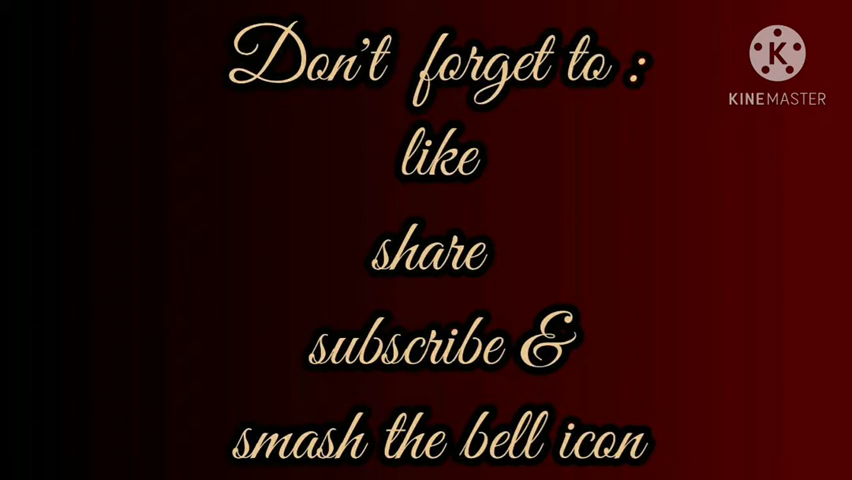 Don't forget to :
KINEMASTER
like
share
subscribe &
smash the bell icon